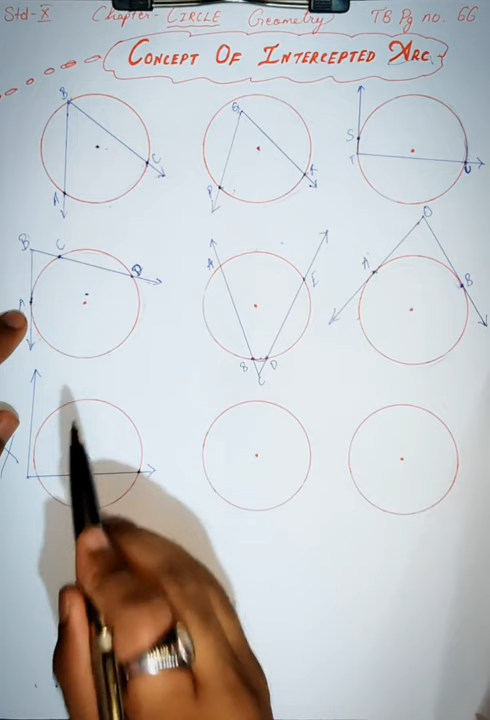 Std-X Chapter- CIRCLE Geometry TB Pg no. 66
CONCEPT OF INTERCEPTED ARC.
B
A C
Q
P R
S
T U
B C D
A
A E
B D
C
O
A B